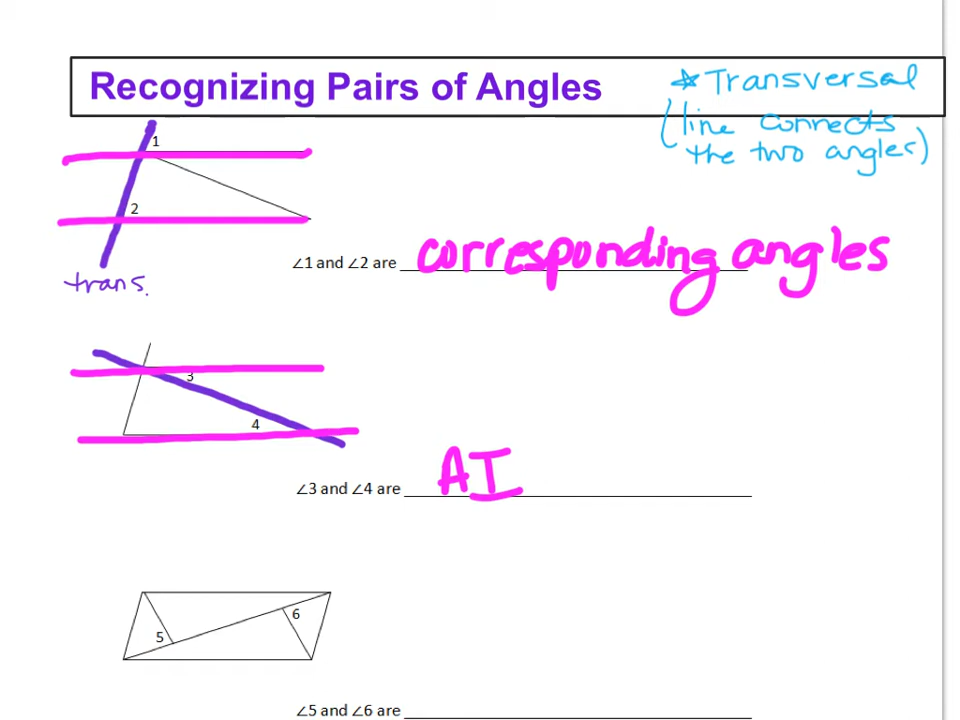 Recognizing Pairs of Angles
* Transversal
(line connects
the two angles)
1
2
trans.
∠1 and ∠2 are corresponding angles
3
4
∠3 and ∠4 are AI
5
6
∠5 and ∠6 are